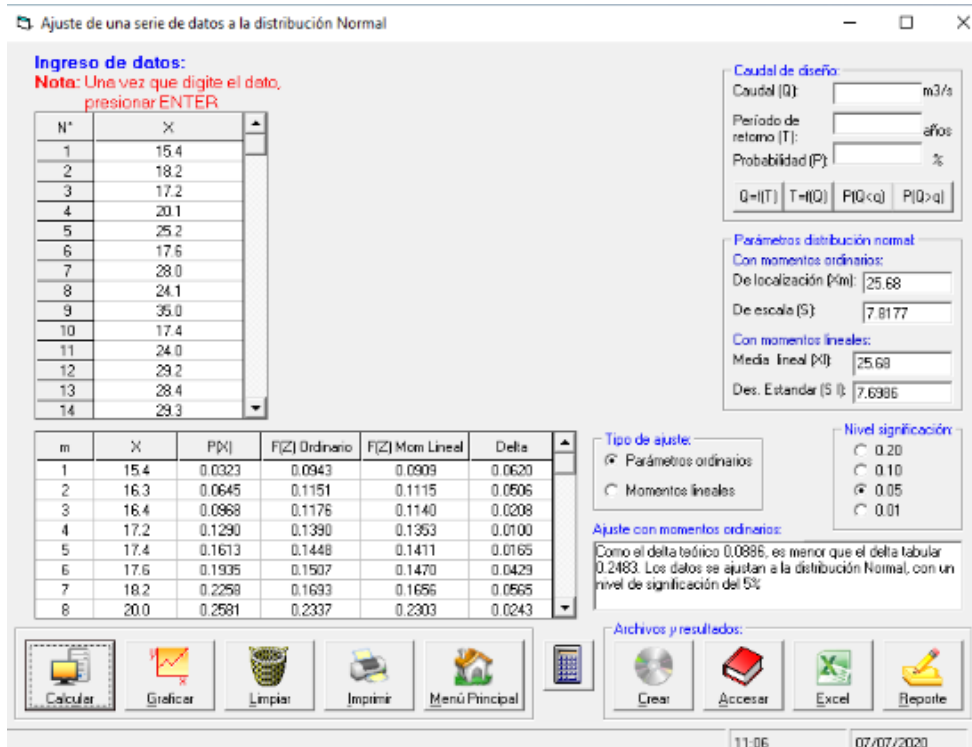 Ajuste de una serie de datos a la distribución Normal
Ingreso de datos:
Nota: Una vez que digite el dato,
presionar ENTER
N° X
1 15.4
2 18.2
3 17.2
4 20.1
5 25.2
6 17.6
7 28.0
8 24.1
9 35.0
10 17.4
11 24.0
12 29.2
13 28.4
14 29.3
Caudal de diseño:
Caudal (Q): m3/s
Período de
retorno (T): años
Probabilidad (P): %
Q=f(T) T=f(Q) P(Q<q) P(Q>q)
Parámetros distribución normal:
Con momentos ordinarios:
De localización (Xm): 25.68
De escala (S): 7.8177
Con momentos lineales:
Media lineal (Xl): 25.68
Des. Estandar (S l): 7.6986
m X P(X) F(Z) Ordinario F(Z) Mom Lineal Delta
1 15.4 0.0323 0.0943 0.0909 0.0620
2 16.3 0.0645 0.1151 0.1115 0.0506
3 16.4 0.0968 0.1176 0.1140 0.0208
4 17.2 0.1290 0.1390 0.1353 0.0100
5 17.4 0.1613 0.1448 0.1411 0.0165
6 17.6 0.1935 0.1507 0.1470 0.0429
7 18.2 0.2258 0.1693 0.1656 0.0565
8 20.0 0.2581 0.2337 0.2303 0.0243
Tipo de ajuste:
Parámetros ordinarios
Momentos lineales
Nivel significación:
0.20
0.10
0.05
0.01
Ajuste con momentos ordinarios:
Como el delta teórico 0.0886, es menor que el delta tabular
0.2483. Los datos se ajustan a la distribución Normal, con un
nivel de significación del 5%
Calcular Graficar Limpiar Imprimir Menú Principal
Archivos y resultados:
Crear Accesar Excel Reporte
11:06 07/07/2020